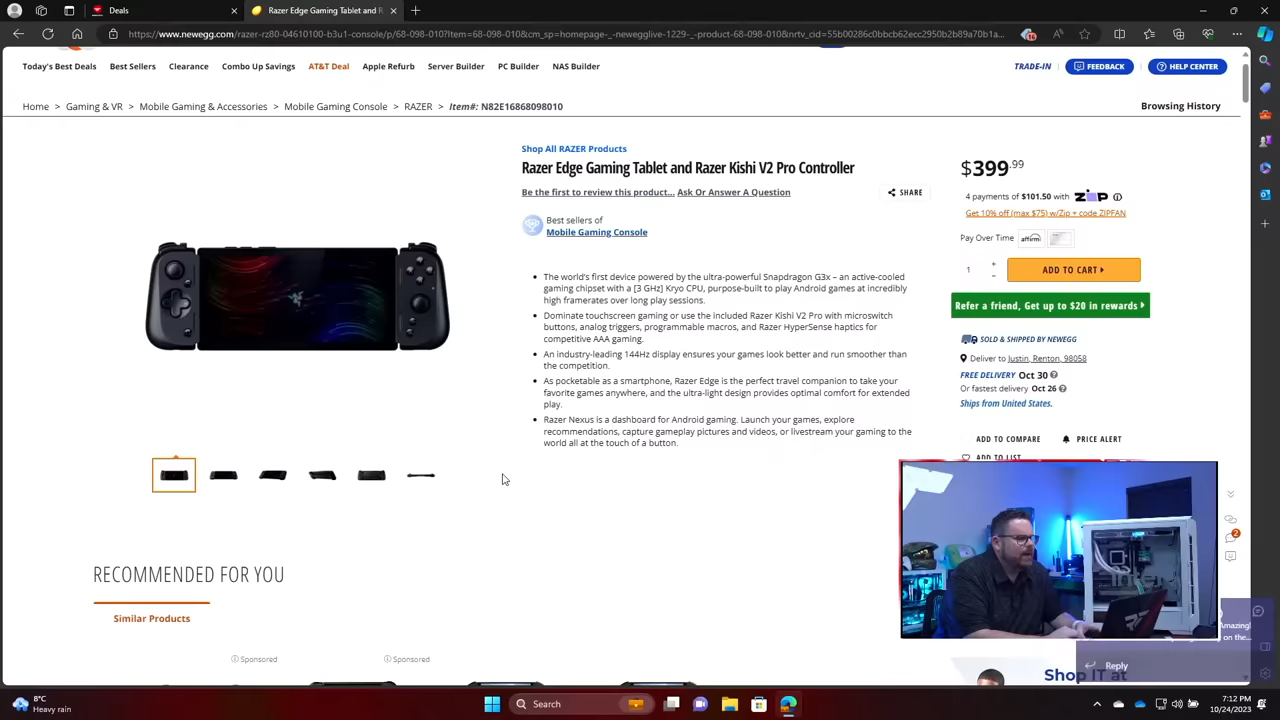 Deals
Razer Edge Gaming Tablet and R
https://www.newegg.com/razer-rz80-04610100-b3u1-console/p/68-098-010?Item=68-098-010&cm_sp=homepage-_-newegglive-1229-_-product-68-098-010&nrtv_cid=55b00286c0bbcb62ecc2950b2b89a70b1a...
Today's Best Deals
Best Sellers
Clearance
Combo Up Savings
AT&T Deal
Apple Refurb
Server Builder
PC Builder
NAS Builder
TRADE-IN
FEEDBACK
HELP CENTER
Home > Gaming & VR > Mobile Gaming & Accessories > Mobile Gaming Console > RAZER > Item#: N82E16868098010
Browsing History
Shop All RAZER Products
Razer Edge Gaming Tablet and Razer Kishi V2 Pro Controller
Be the first to review this product... Ask Or Answer A Question
SHARE
Best sellers of
Mobile Gaming Console
The world's first device powered by the ultra-powerful Snapdragon G3x – an active-cooled
gaming chipset with a [3 GHz] Kryo CPU, purpose-built to play Android games at incredibly
high framerates over long play sessions.
Dominate touchscreen gaming or use the included Razer Kishi V2 Pro with microswitch
buttons, analog triggers, programmable macros, and Razer HyperSense haptics for
competitive AAA gaming.
An industry-leading 144Hz display ensures your games look better and run smoother than
the competition.
As pocketable as a smartphone, Razer Edge is the perfect travel companion to take your
favorite games anywhere, and the ultra-light design provides optimal comfort for extended
play.
Razer Nexus is a dashboard for Android gaming. Launch your games, explore
recommendations, capture gameplay pictures and videos, or livestream your gaming to the
world all at the touch of a button.
$399.99
4 payments of $101.50 with Zip
Get 10% off (max $75) w/Zip + code ZIPFAN
Pay Over Time affirm
1
+
−
ADD TO CART
Refer a friend, Get up to $20 in rewards
SOLD & SHIPPED BY NEWEGG
Deliver to Justin, Renton, 98058
FREE DELIVERY Oct 30
Or fastest delivery Oct 26
Ships from United States.
ADD TO COMPARE
PRICE ALERT
ADD TO LIST
RECOMMENDED FOR YOU
Similar Products
Sponsored
Sponsored
2
Amazing!
on the...
Reply
Shop IT at
8°C
Heavy rain
Search
7:12 PM
10/24/2023